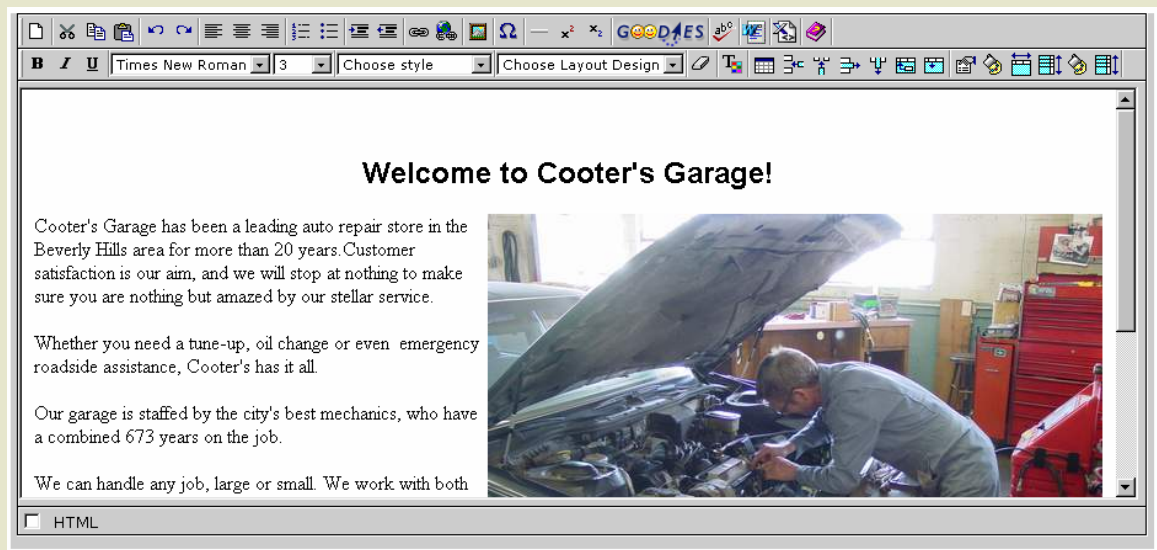 GOODIES
abc
B I U Times New Roman 3 Choose style Choose Layout Design
Welcome to Cooter's Garage!
Cooter's Garage has been a leading auto repair store in the
Beverly Hills area for more than 20 years.Customer
satisfaction is our aim, and we will stop at nothing to make
sure you are nothing but amazed by our stellar service.
Whether you need a tune-up, oil change or even  emergency
roadside assistance, Cooter's has it all.
Our garage is staffed by the city's best mechanics, who have
a combined 673 years on the job.
We can handle any job, large or small. We work with both
HTML